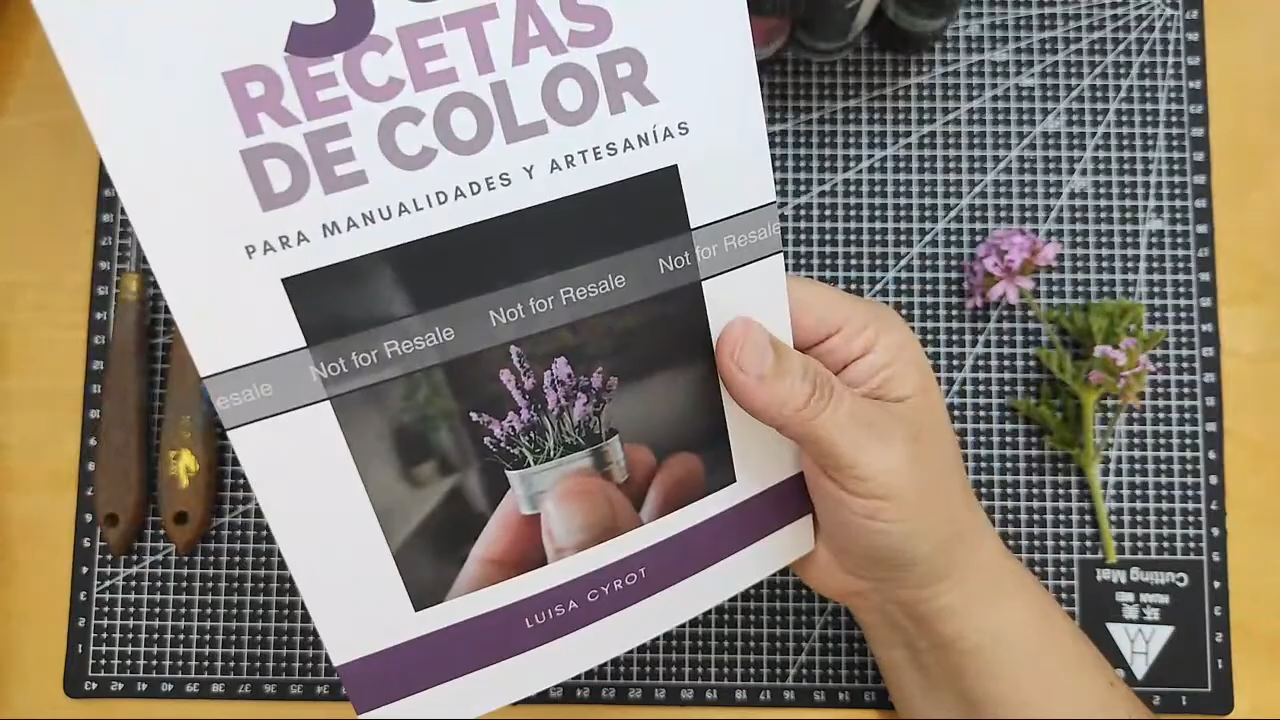 RECETAS
DE COLOR
PARA MANUALIDADES Y ARTESANÍAS
esale Not for Resale Not for Resale Not for Resale
LUISA CYROT
Cutting Mat